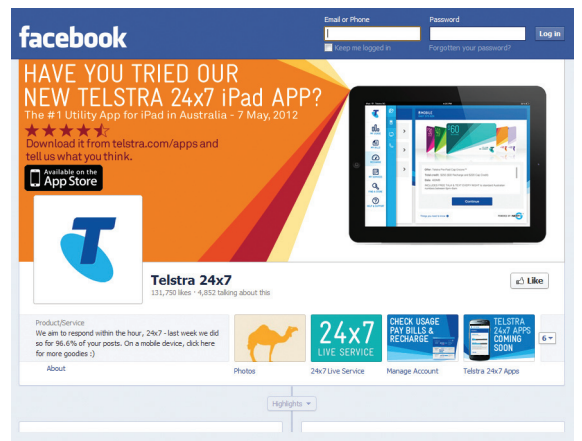 Email or Phone
Password
facebook
Log in
Keep me logged in
Forgotten your password?
HAVE YOU TRIED OUR
NEW TELSTRA 24x7 iPad APP?
The #1 Utility App for iPad in Australia - 7 May, 2012
Download it from telstra.com/apps and
tell us what you think.
Available on the
App Store
MOBILE
$60
Continue
Telstra 24x7
131,750 likes · 4,852 talking about this
Like
Product/Service
We aim to respond within the hour, 24x7 - last week we did
so for 96.6% of your posts. On a mobile device, click here
for more goodies :)
About
Photos
24x7
LIVE SERVICE
24x7 Live Service
CHECK USAGE
PAY BILLS &
RECHARGE
Manage Account
TELSTRA
24x7 APPS
COMING
SOON
Telstra 24x7 Apps
6
Highlights